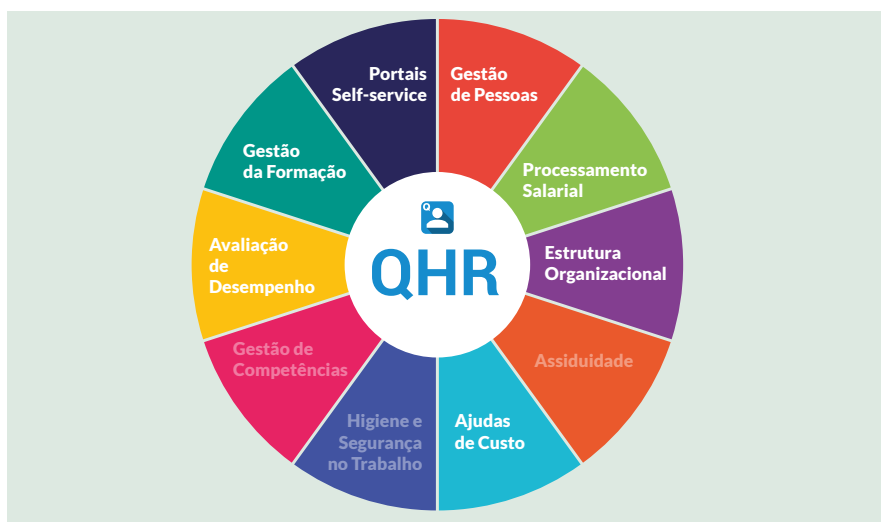 Portais
Self-service
Gestão
de Pessoas
Gestão
da Formação
Processamento
Salarial
Avaliação
de
Desempenho
Q
QHR
Estrutura
Organizacional
Gestão de
Competências
Assiduidade
Higiene e
Segurança
no Trabalho
Ajudas
de Custo